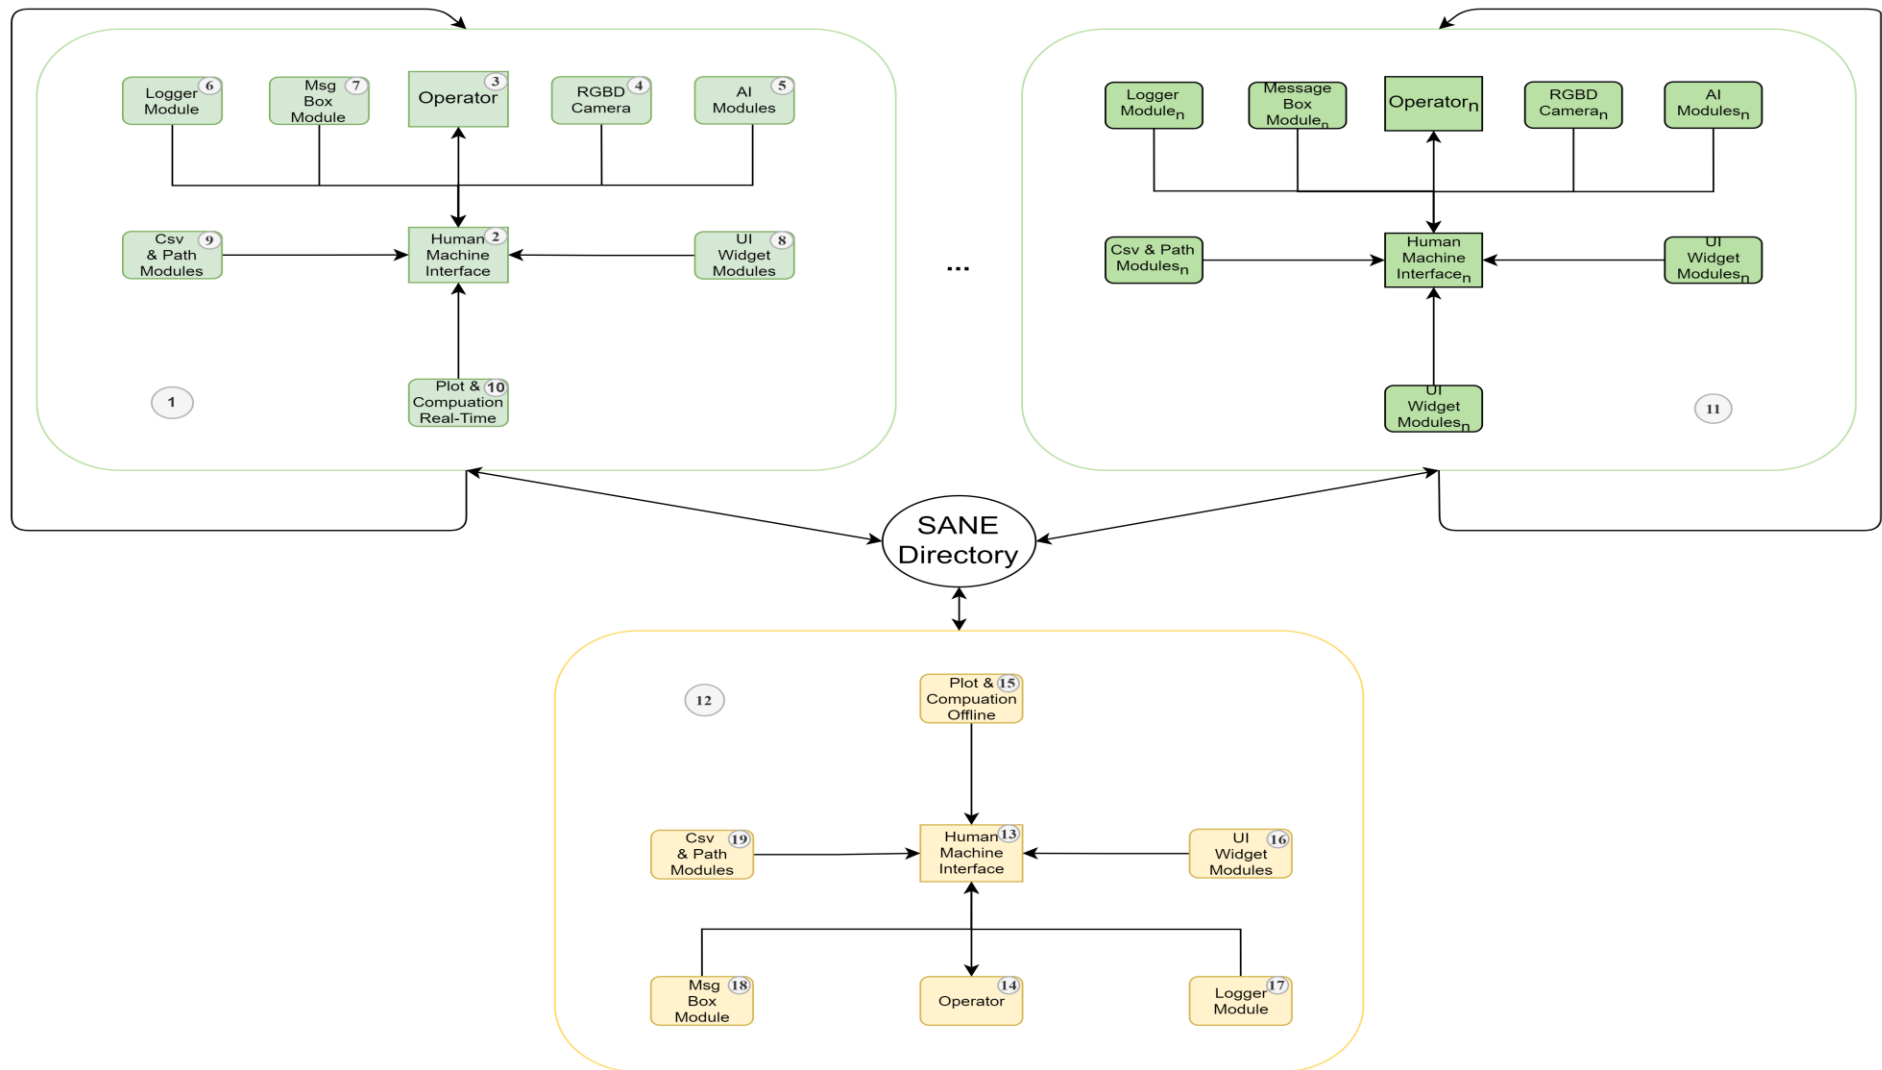 Logger
Module
6
Msg
Box
Module
7
Operator
3
RGBD
Camera
4
AI
Modules
5
Csv
& Path
Modules
9
Human
Machine
Interface
2
UI
Widget
Modules
8
Plot &
Compuation
Real-Time
10
1
...
Logger
Modulen
Message
Box
Modulen
Operatorn
RGBD
Cameran
AI
Modulesn
Csv & Path
Modulesn
Human
Machine
Interfacen
UI
Widget
Modulesn
UI
Widget
Modulesn
11
SANE
Directory
12
Plot &
Compuation
Offline
15
Csv
& Path
Modules
19
Human
Machine
Interface
13
UI
Widget
Modules
16
Msg
Box
Module
18
Operator
14
Logger
Module
17